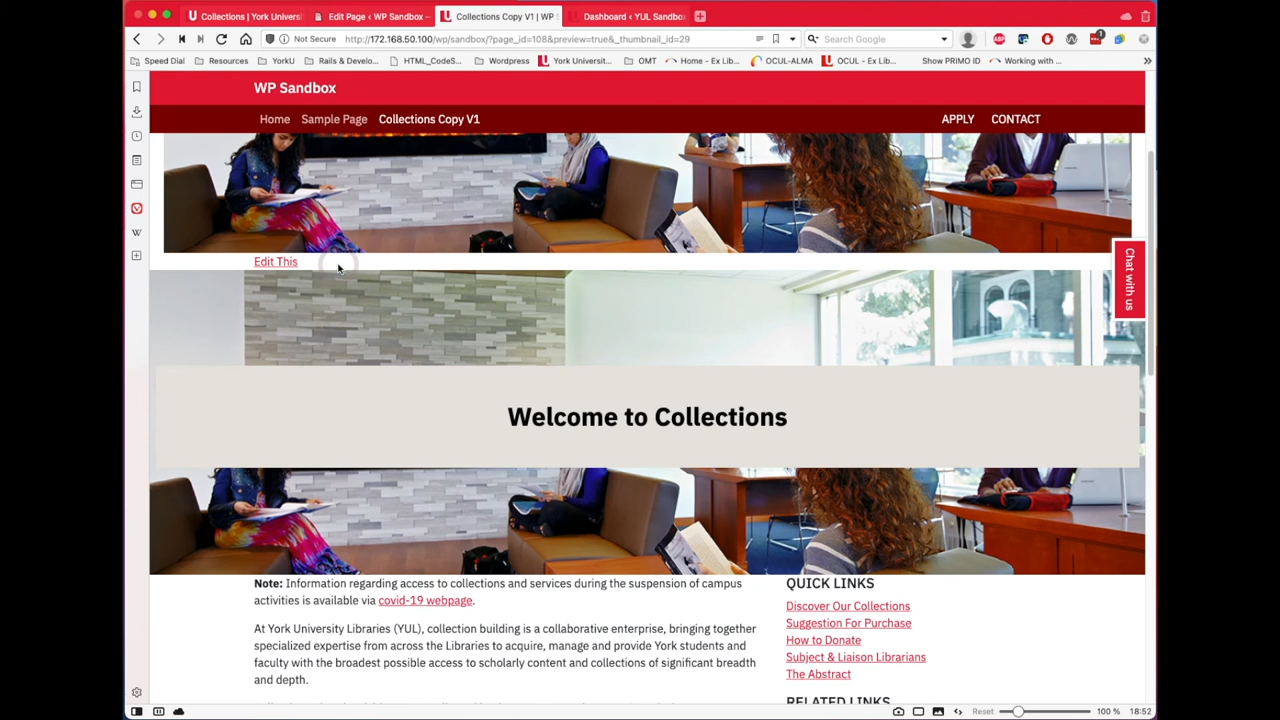 Collections | York Universi
Edit Page ‹ WP Sandbox —
Collections Copy V1 | WP S
Dashboard ‹ YUL Sandbo
Not Secure
http://172.168.50.100/wp/sandbox/?page_id=108&preview=true&_thumbnail_id=29
Search Google
ABP
1
Speed Dial
Resources
YorkU
Rails & Develo...
HTML_CodeS...
Wordpress
York Universit...
OMT
Home - Ex Lib...
OCUL-ALMA
OCUL - Ex Lib...
Show PRIMO ID
Working with ...
WP Sandbox
Home
Sample Page
Collections Copy V1
APPLY
CONTACT
Edit This
Chat with us
Welcome to Collections
Note: Information regarding access to collections and services during the suspension of campus
activities is available via covid-19 webpage.
At York University Libraries (YUL), collection building is a collaborative enterprise, bringing together
specialized expertise from across the Libraries to acquire, manage and provide York students and
faculty with the broadest possible access to scholarly content and collections of significant breadth
and depth.
QUICK LINKS
Discover Our Collections
Suggestion For Purchase
How to Donate
Subject & Liaison Librarians
The Abstract
RELATED LINKS
Reset
100 %
18:52